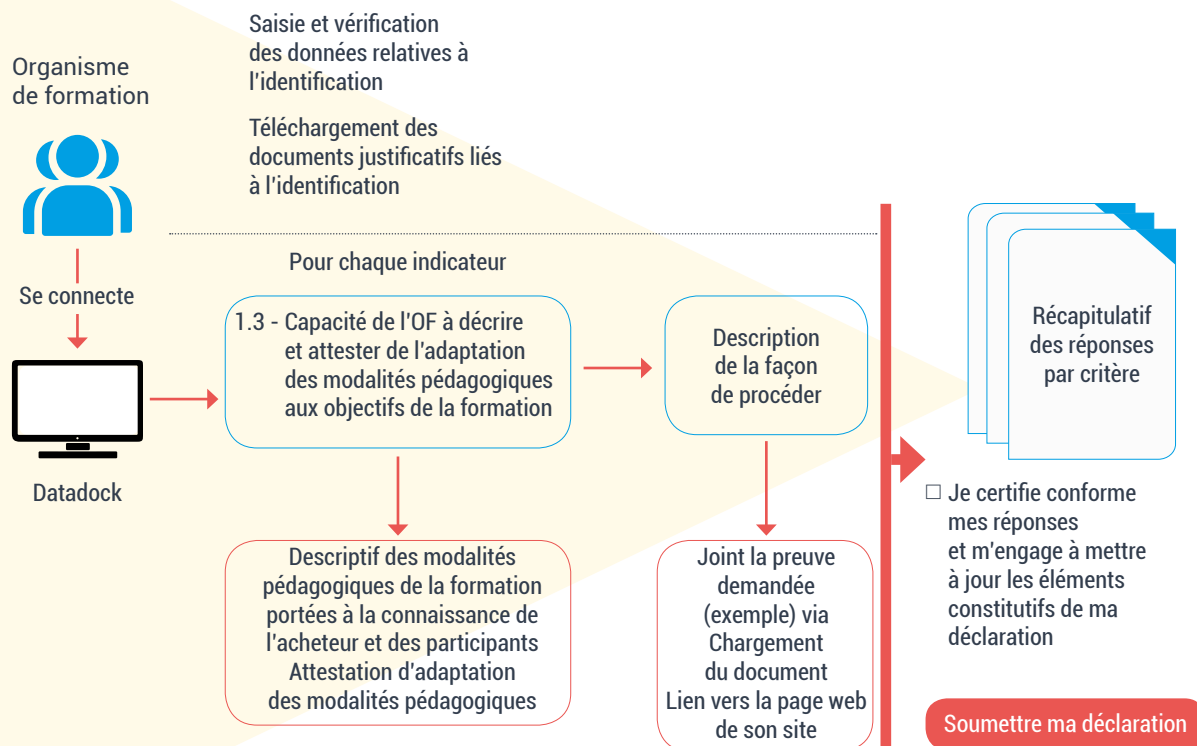 Organisme
de formation
Se connecte
Datadock
Saisie et vérification
des données relatives à
l'identification
Téléchargement des
documents justificatifs liés
à l'identification
Pour chaque indicateur
1.3 - Capacité de l'OF à décrire
et attester de l'adaptation
des modalités pédagogiques
aux objectifs de la formation
Description
de la façon
de procéder
Descriptif des modalités
pédagogiques de la formation
portées à la connaissance de
l'acheteur et des participants
Attestation d'adaptation
des modalités pédagogiques
Joint la preuve
demandée
(exemple) via
Chargement
du document
Lien vers la page web
de son site
Récapitulatif
des réponses
par critère
□ Je certifie conforme
mes réponses
et m'engage à mettre
à jour les éléments
constitutifs de ma
déclaration
Soumettre ma déclaration